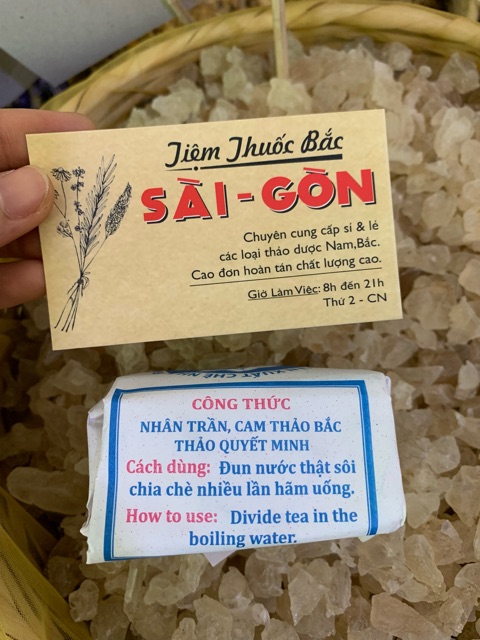 Tiệm Thuốc Bắc
SÀI-GÒN
Chuyên cung cấp sỉ & lẻ
các loại thảo dược Nam,Bắc.
Cao đơn hoàn tán chất lượng cao.
Giờ Làm Việc: 8h đến 21h
Thứ 2 - CN
XUẤT CHÈ
CÔNG THỨC
NHÂN TRẦN, CAM THẢO BẮC
THẢO QUYẾT MINH
Cách dùng: Đun nước thật sôi
chia chè nhiều lần hãm uống.
How to use: Divide tea in the
boiling water.